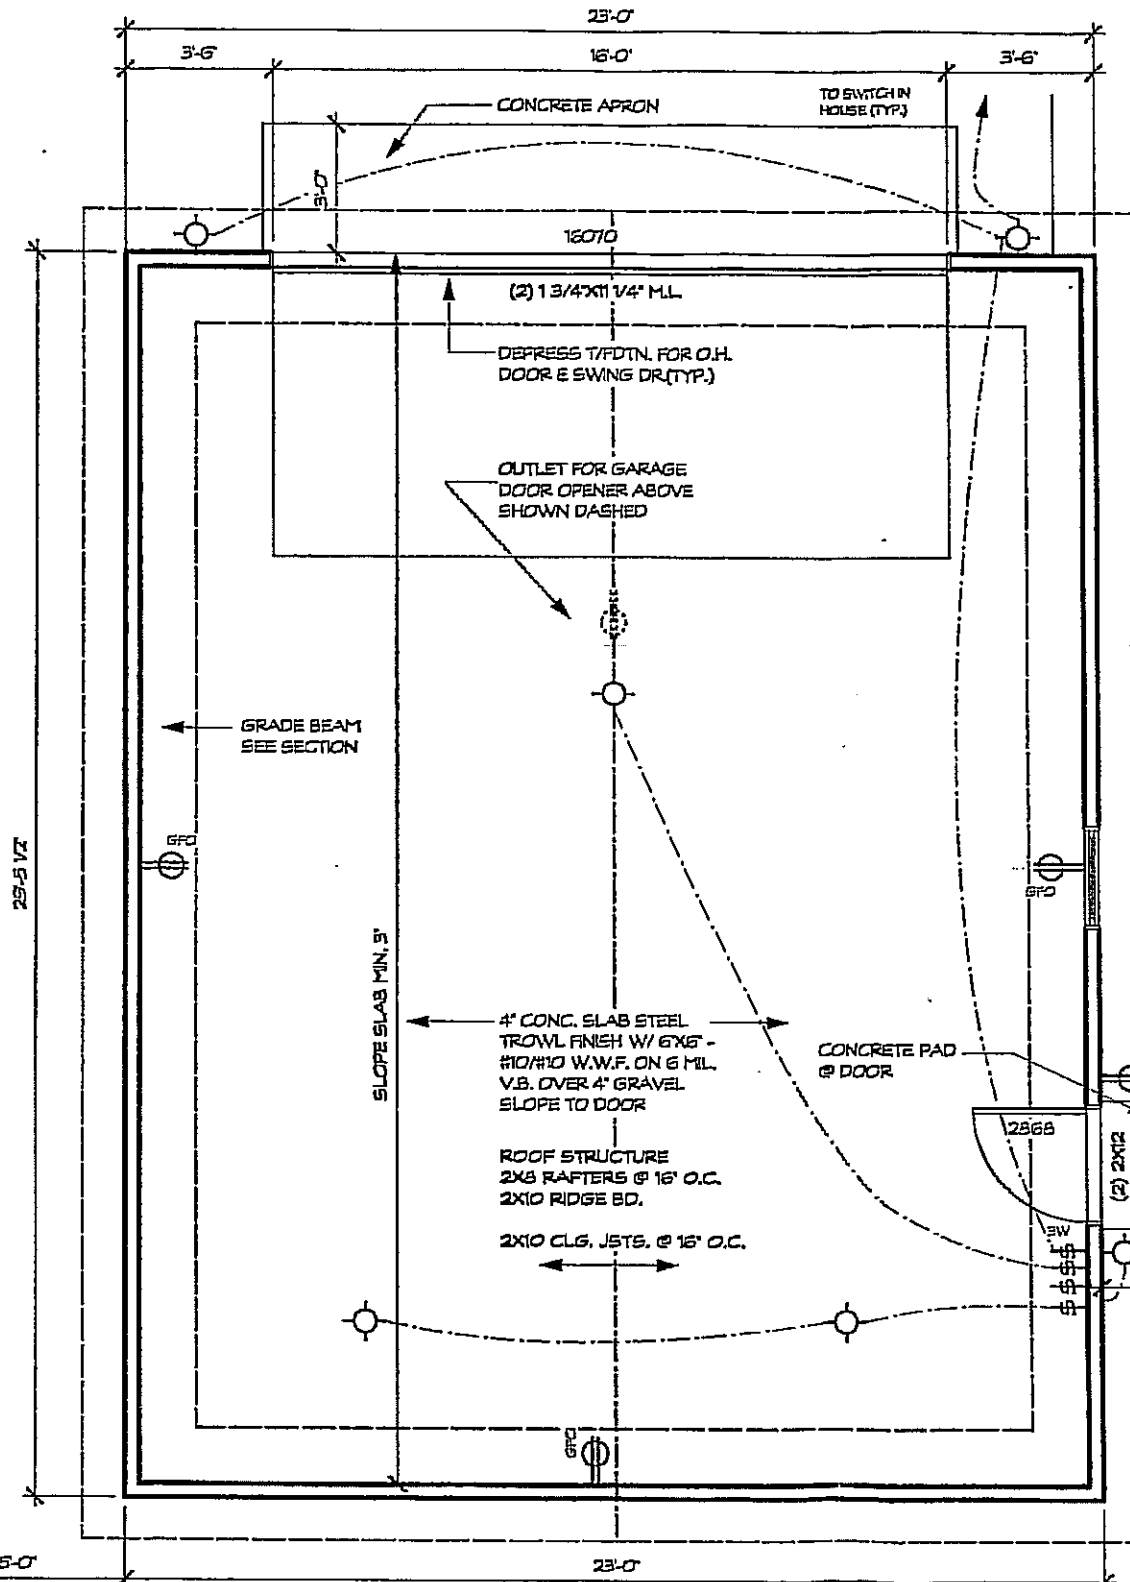 23'-0"
3'-6"
16'-0"
3'-6"
CONCRETE APRON
TO SWITCH IN
HOUSE (TYP.)
3'-0"
16070
(2) 1 3/4"X11 1/4" M.L.
DEPRESS T/FDTN. FOR O.H.
DOOR & SWING DR.(TYP.)
OUTLET FOR GARAGE
DOOR OPENER ABOVE
SHOWN DASHED
GRADE BEAM
SEE SECTION
GFO
GFO
29'-5 1/2"
SLOPE SLAB MIN. 3"
4" CONC. SLAB STEEL
TROWL FINISH W/ 6X6 -
#10/#10 W.W.F. ON 6 MIL.
V.B. OVER 4" GRAVEL
SLOPE TO DOOR
CONCRETE PAD
@ DOOR
2868
(2) 2X12
ROOF STRUCTURE
2X8 RAFTERS @ 16" O.C.
2X10 RIDGE BD.
2X10 CLG. JSTS. @ 16" O.C.
3W
$
$
$
$
GFO
5'-0"
23'-0"